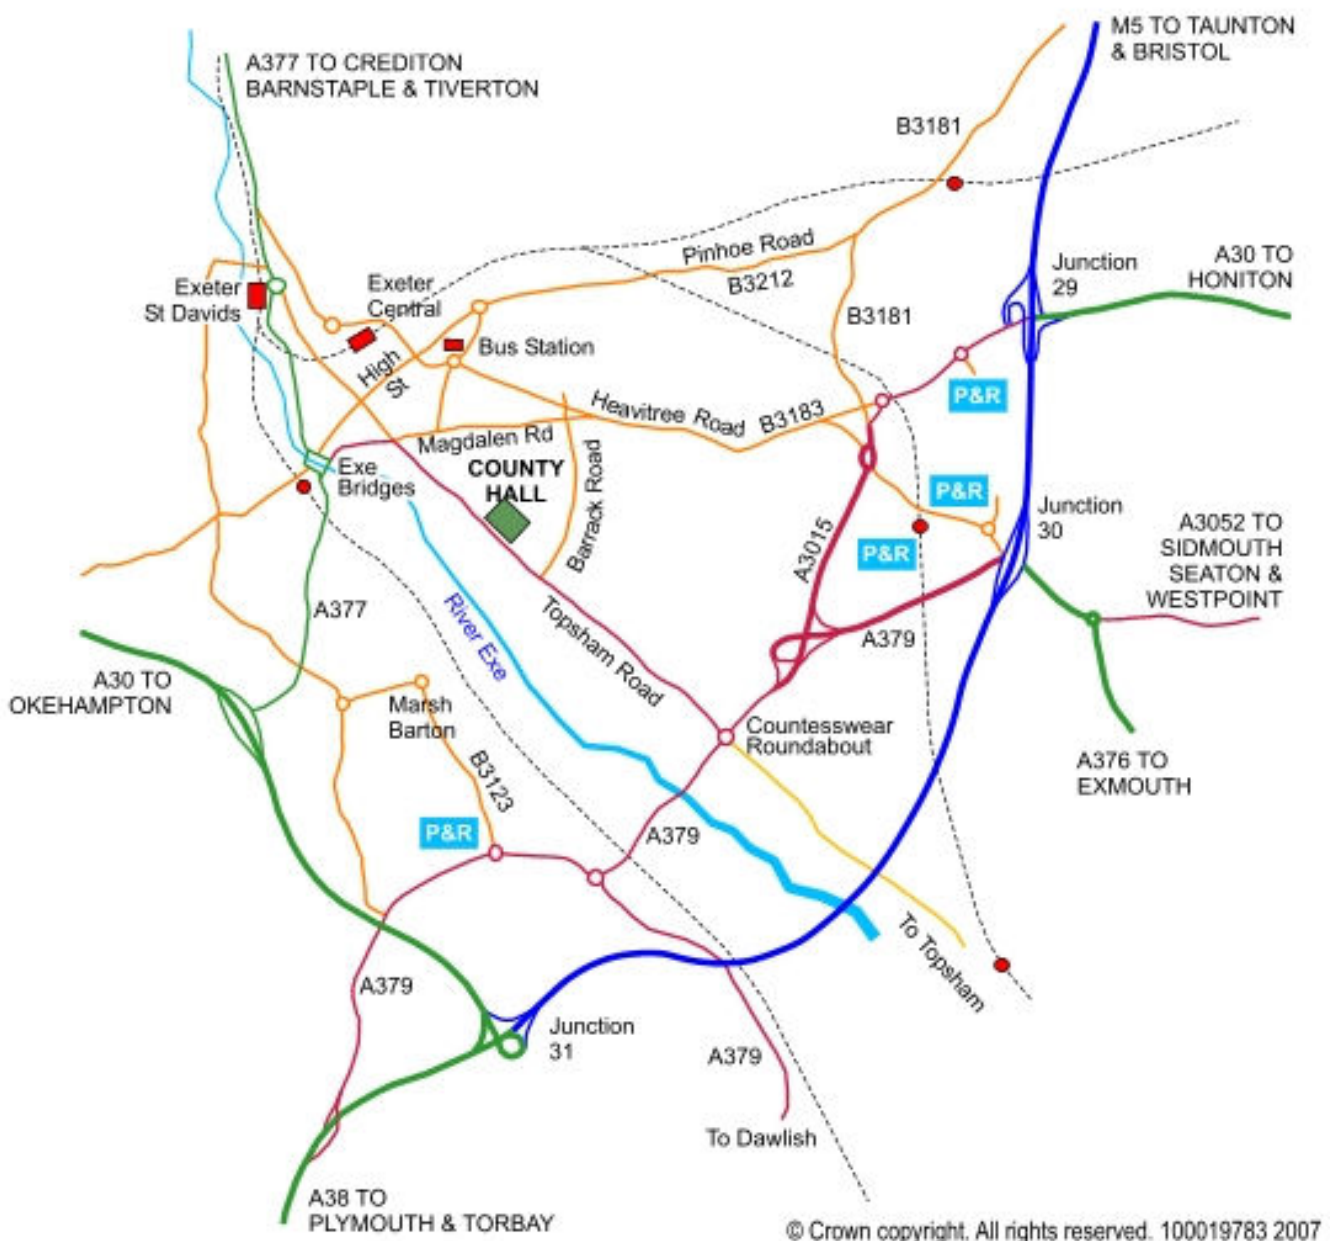 M5 TO TAUNTON
& BRISTOL
A377 TO CREDITON
BARNSTAPLE & TIVERTON
B3181
Pinhoe Road
B3212
A30 TO
HONITON
Junction
29
Exeter
St Davids
Exeter
Central
B3181
Bus Station
High
St
P&R
Heavitree Road
B3183
Magdalen Rd
COUNTY
HALL
Barrack Road
Exe
Bridges
P&R
Junction
30
A3052 TO
SIDMOUTH
SEATON &
WESTPOINT
P&R
A3015
A377
River Exe
Topsham Road
A379
A30 TO
OKEHAMPTON
Marsh
Barton
Countesswear
Roundabout
B3123
A376 TO
EXMOUTH
P&R
A379
To Topsham
A379
Junction
31
A379
To Dawlish
A38 TO
PLYMOUTH & TORBAY
© Crown copyright. All rights reserved. 100019783 2007